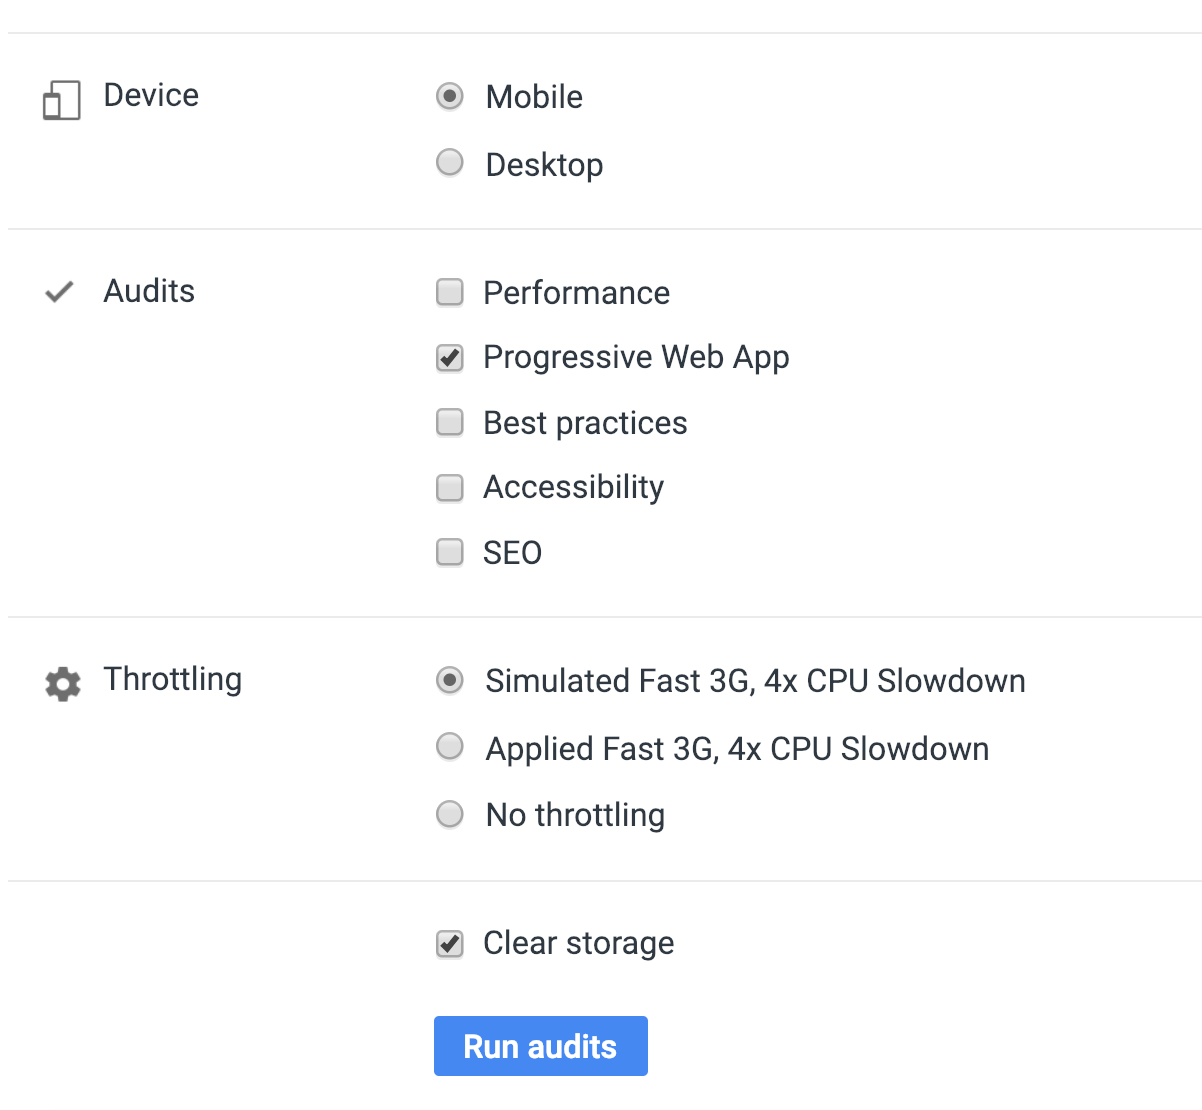 Device
Mobile
Desktop
Audits
Performance
Progressive Web App
Best practices
Accessibility
SEO
Throttling
Simulated Fast 3G, 4x CPU Slowdown
Applied Fast 3G, 4x CPU Slowdown
No throttling
Clear storage
Run audits